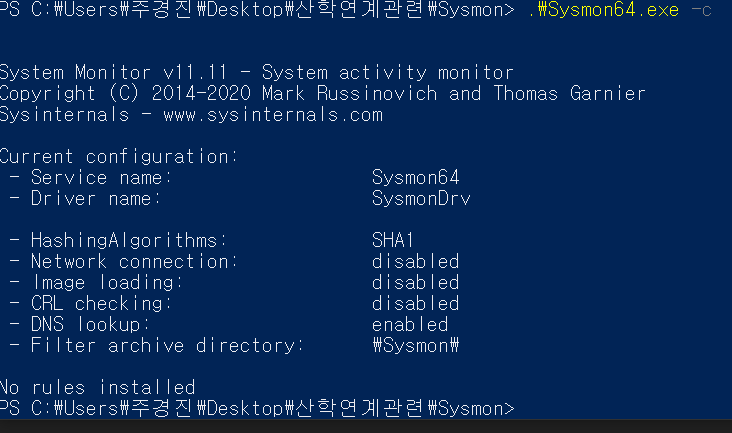 PS C:₩Users₩주경진₩Desktop₩산학연계관련₩Sysmon> .₩Sysmon64.exe -c
System Monitor v11.11 - System activity monitor
Copyright (C) 2014-2020 Mark Russinovich and Thomas Garnier
Sysinternals - www.sysinternals.com
Current configuration:
- Service name: Sysmon64
- Driver name: SysmonDrv
- HashingAlgorithms: SHA1
- Network connection: disabled
- Image loading: disabled
- CRL checking: disabled
- DNS lookup: enabled
- Filter archive directory: ₩Sysmon₩
No rules installed
PS C:₩Users₩주경진₩Desktop₩산학연계관련₩Sysmon>